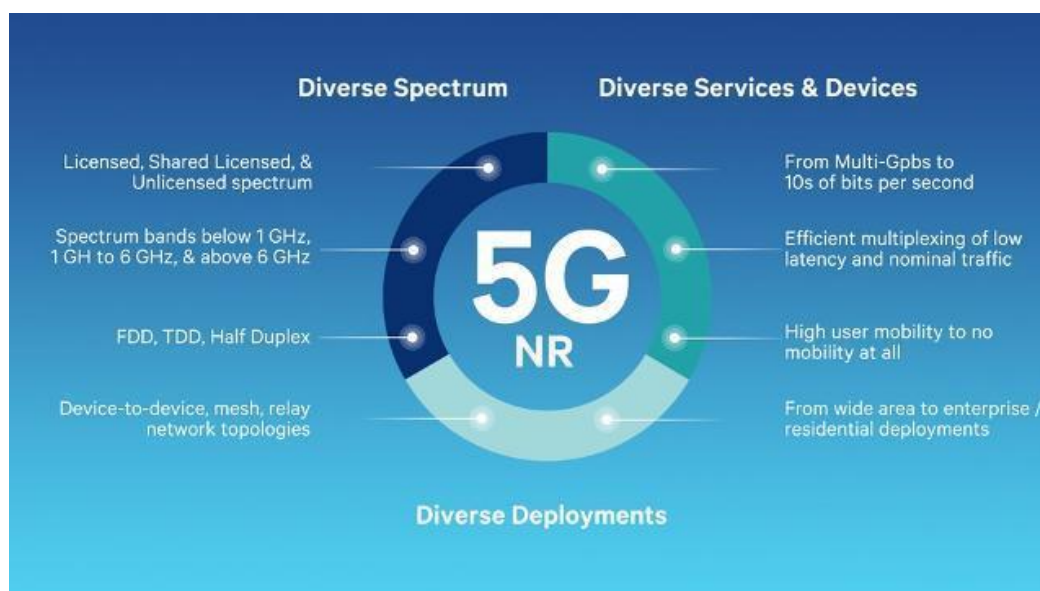 Diverse Spectrum
Licensed, Shared Licensed, &
Unlicensed spectrum
Spectrum bands below 1 GHz,
1 GH to 6 GHz, & above 6 GHz
FDD, TDD, Half Duplex
Device-to-device, mesh, relay
network topologies
5G
NR
Diverse Services & Devices
From Multi-Gpbs to
10s of bits per second
Efficient multiplexing of low
latency and nominal traffic
High user mobility to no
mobility at all
From wide area to enterprise /
residential deployments
Diverse Deployments